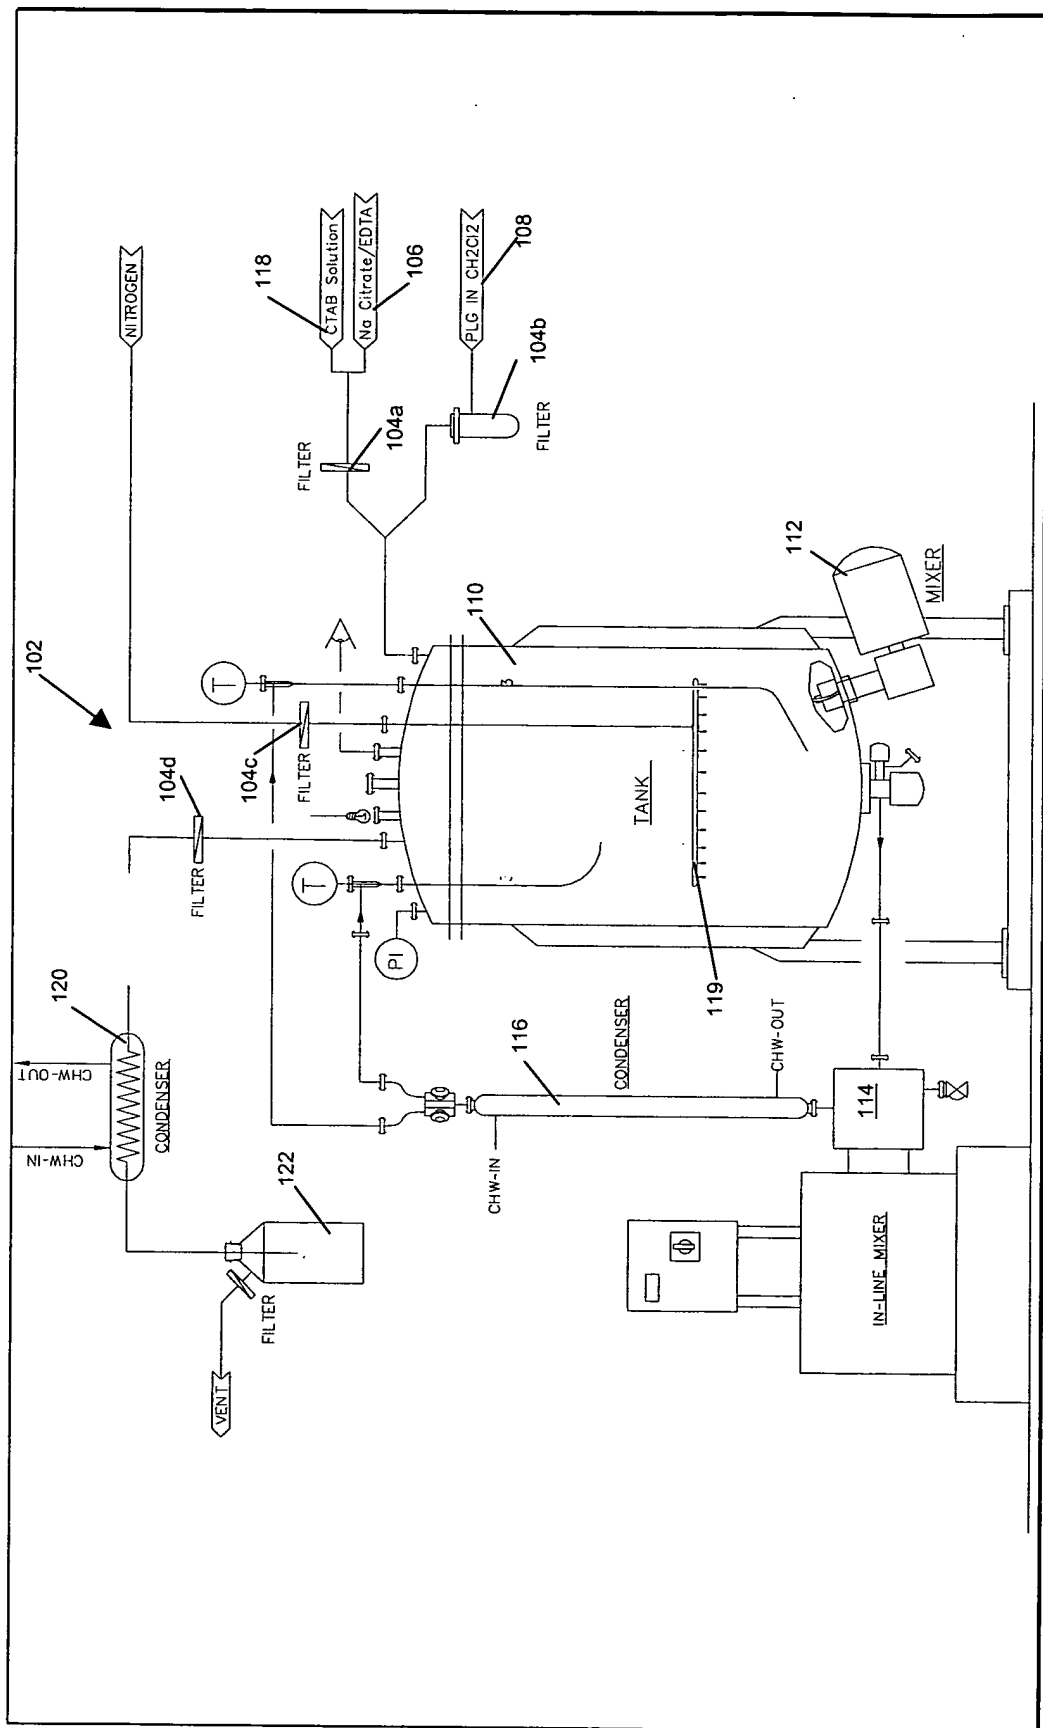 102
NITROGEN
118
CTAB Solution
Na Citrate/EDTA
106
PLG IN CH2Cl2
108
FILTER
104a
104b
FILTER
104d
FILTER
104c
FILTER
T
T
PI
110
TANK
119
112
MIXER
120
CHW-OUT
CHW-IN
CONDENSER
122
FILTER
VENT
116
CONDENSER
CHW-IN
CHW-OUT
114
IN-LINE MIXER